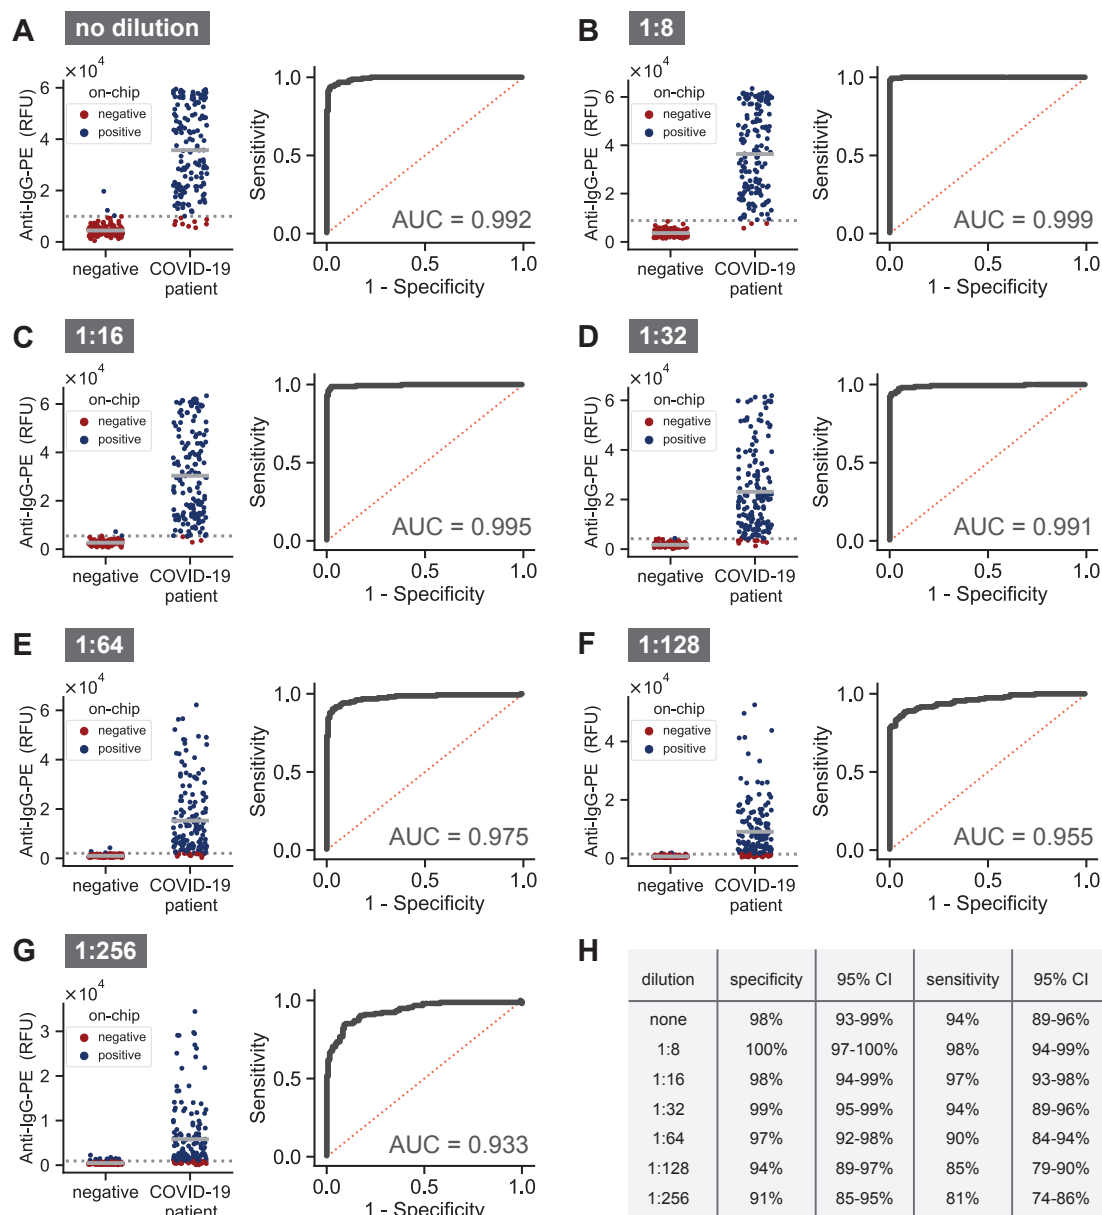 A no dilution
×10⁴
Anti-IgG-PE (RFU)
6
4
2
0
on-chip
negative
positive
negative COVID-19
patient
Sensitivity
1.0
0.5
0.0
AUC = 0.992
0.0 0.5 1.0
1 - Specificity
B 1:8
×10⁴
Anti-IgG-PE (RFU)
6
4
2
0
on-chip
negative
positive
negative COVID-19
patient
Sensitivity
1.0
0.5
0.0
AUC = 0.999
0.0 0.5 1.0
1 - Specificity
C 1:16
×10⁴
Anti-IgG-PE (RFU)
6
4
2
0
on-chip
negative
positive
negative COVID-19
patient
Sensitivity
1.0
0.5
0.0
AUC = 0.995
0.0 0.5 1.0
1 - Specificity
D 1:32
×10⁴
Anti-IgG-PE (RFU)
6
4
2
0
on-chip
negative
positive
negative COVID-19
patient
Sensitivity
1.0
0.5
0.0
AUC = 0.991
0.0 0.5 1.0
1 - Specificity
E 1:64
×10⁴
Anti-IgG-PE (RFU)
6
4
2
0
on-chip
negative
positive
negative COVID-19
patient
Sensitivity
1.0
0.5
0.0
AUC = 0.975
0.0 0.5 1.0
1 - Specificity
F 1:128
×10⁴
Anti-IgG-PE (RFU)
4
2
0
on-chip
negative
positive
negative COVID-19
patient
Sensitivity
1.0
0.5
0.0
AUC = 0.955
0.0 0.5 1.0
1 - Specificity
G 1:256
×10⁴
Anti-IgG-PE (RFU)
3
2
1
0
on-chip
negative
positive
negative COVID-19
patient
Sensitivity
1.0
0.5
0.0
AUC = 0.933
0.0 0.5 1.0
1 - Specificity
H
dilution specificity 95% CI sensitivity 95% CI
none 98% 93-99% 94% 89-96%
1:8 100% 97-100% 98% 94-99%
1:16 98% 94-99% 97% 93-98%
1:32 99% 95-99% 94% 89-96%
1:64 97% 92-98% 90% 84-94%
1:128 94% 89-97% 85% 79-90%
1:256 91% 85-95% 81% 74-86%